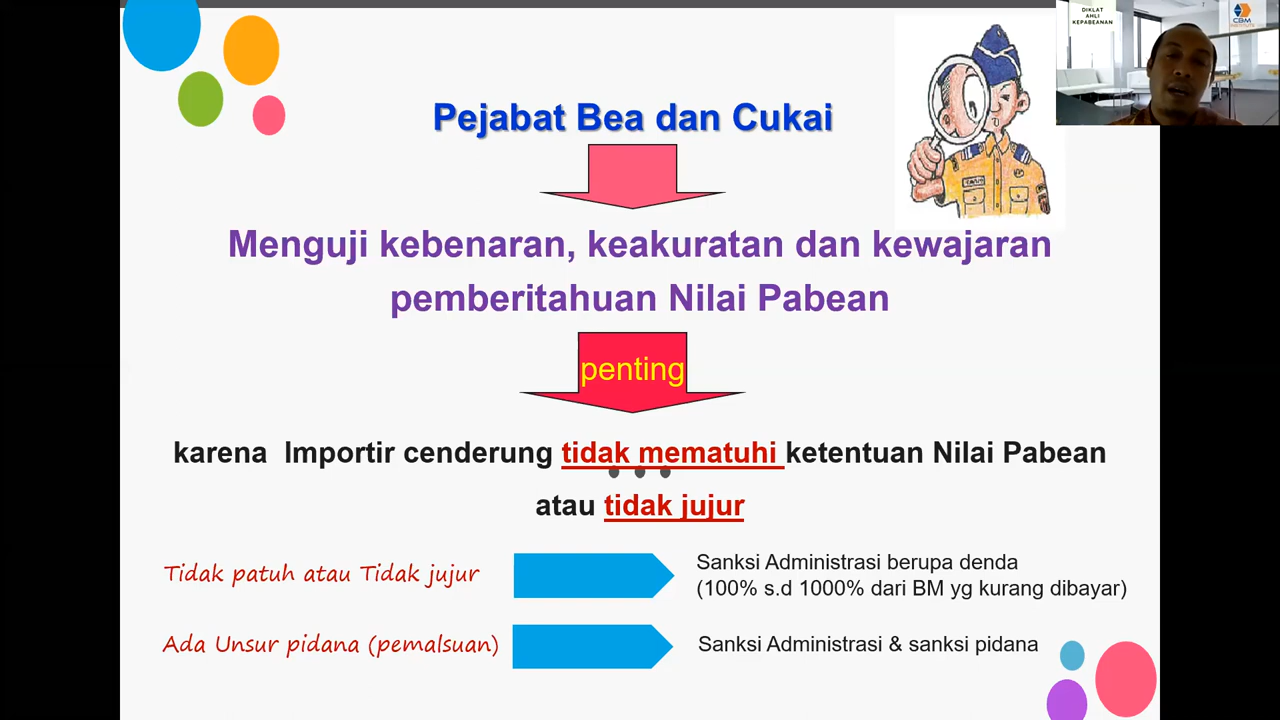 DIKLAT
AHLI
KEPABEANAN
CBM
INSTITUTE
Pejabat Bea dan Cukai
Menguji kebenaran, keakuratan dan kewajaran
pemberitahuan Nilai Pabean
penting
karena Importir cenderung tidak mematuhi ketentuan Nilai Pabean
atau tidak jujur
Tidak patuh atau Tidak jujur
Sanksi Administrasi berupa denda
(100% s.d 1000% dari BM yg kurang dibayar)
Ada Unsur pidana (pemalsuan)
Sanksi Administrasi & sanksi pidana